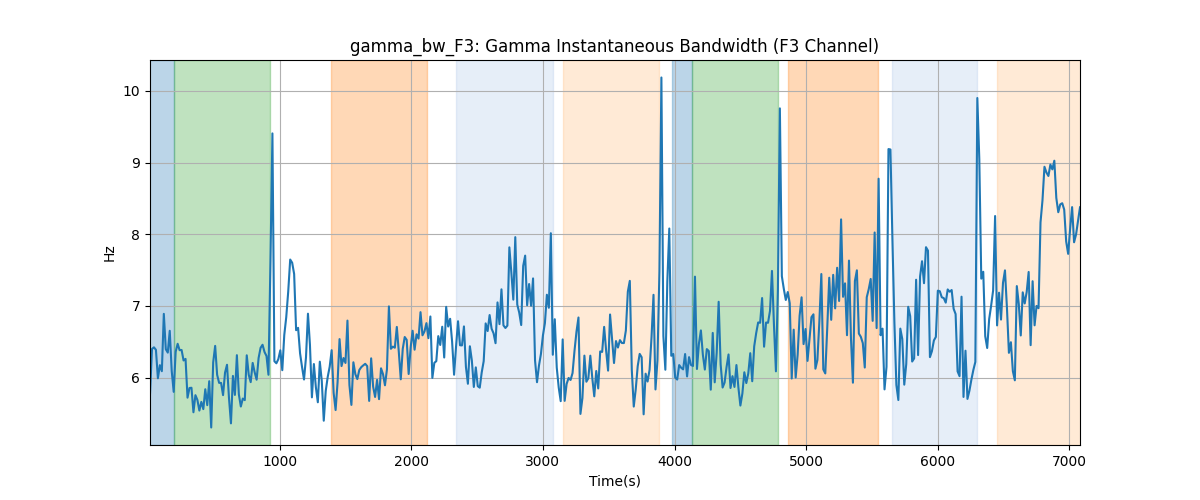 gamma_bw_F3: Gamma Instantaneous Bandwidth (F3 Channel)
10
9
8
7
6
Hz
1000 2000 3000 4000 5000 6000 7000
Time(s)